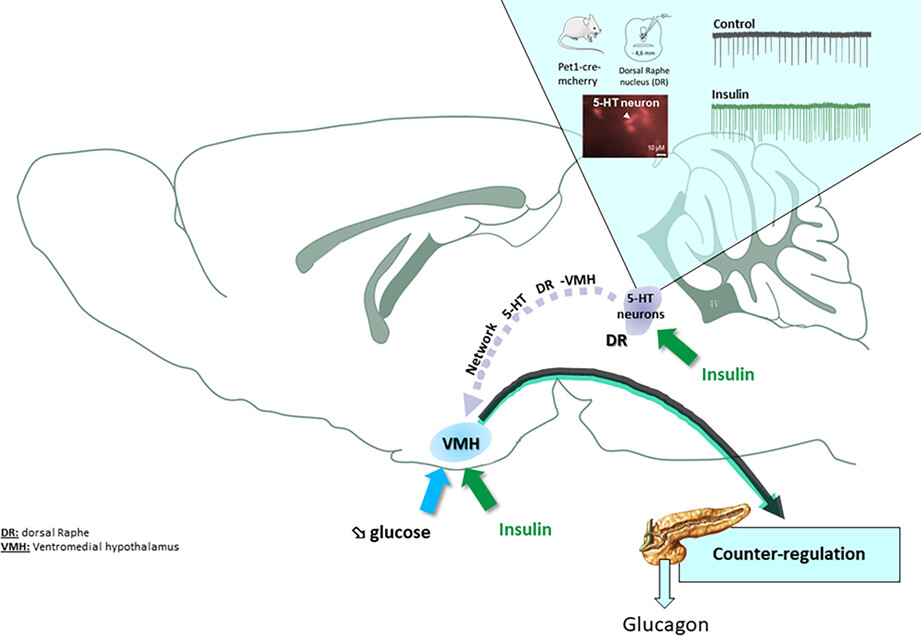 Control
Pet1-cre-
mcherry
- 4,6 mm
Dorsal Raphe
nucleus (DR)
Insulin
5-HT neuron
10 µM
4V
Network 5-HT DR -VMH
5-HT
neurons
DR
Insulin
VMH
glucose
Insulin
DR: dorsal Raphe
VMH: Ventromedial hypothalamus
Counter-regulation
Glucagon